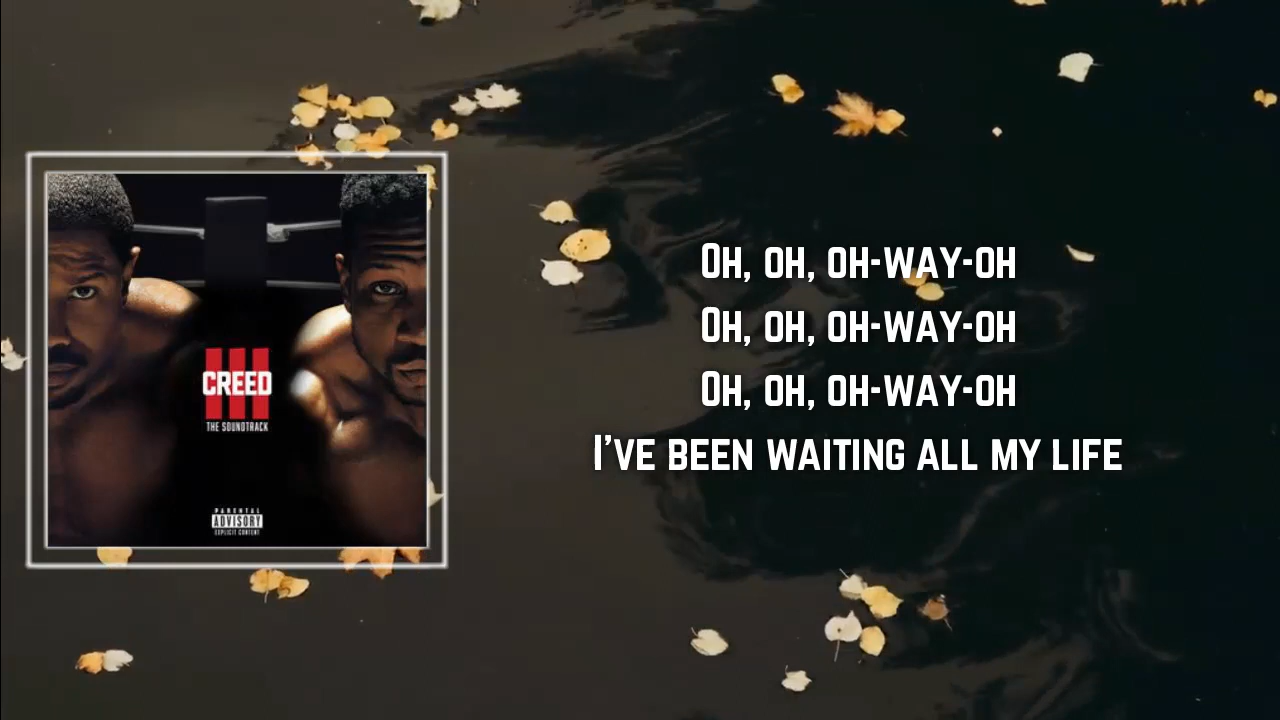 III
CREED
THE SOUNDTRACK
PARENTAL
ADVISORY
EXPLICIT CONTENT
Oh, oh, oh-way-oh
Oh, oh, oh-way-oh
Oh, oh, oh-way-oh
I've been waiting all my life